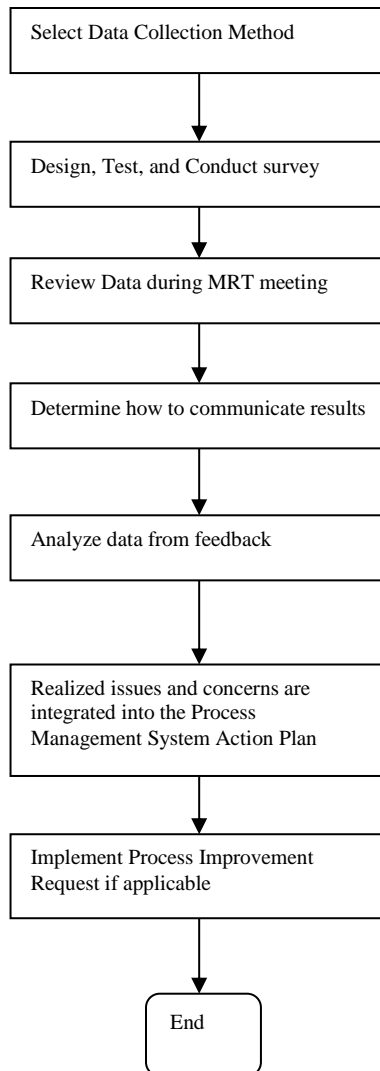 Select Data Collection Method
Design, Test, and Conduct survey
Review Data during MRT meeting
Determine how to communicate results
Analyze data from feedback
Realized issues and concerns are
integrated into the Process
Management System Action Plan
Implement Process Improvement
Request if applicable
End